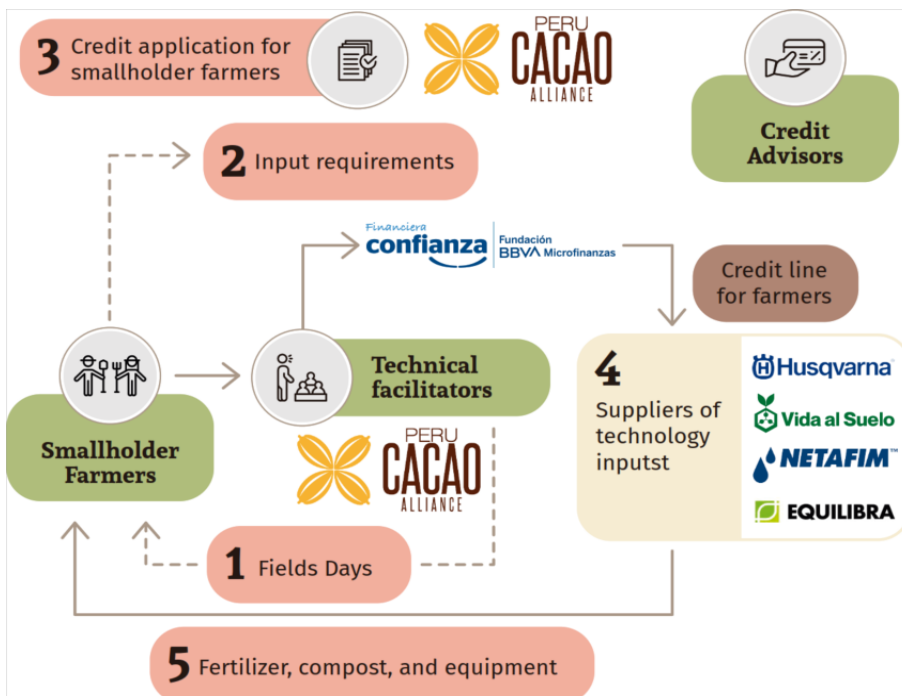 3 Credit application for
smallholder farmers
PERU
CACAO
ALLIANCE
Credit
Advisors
2 Input requirements
Financiera
confianza
Fundación
BBVA Microfinanzas
Credit line
for farmers
Technical
facilitators
Smallholder
Farmers
PERU
CACAO
ALLIANCE
4
Suppliers of
technology
inputst
Husqvarna
Vida al Suelo
NETAFIM™
EQUILIBRA
1 Fields Days
5 Fertilizer, compost, and equipment